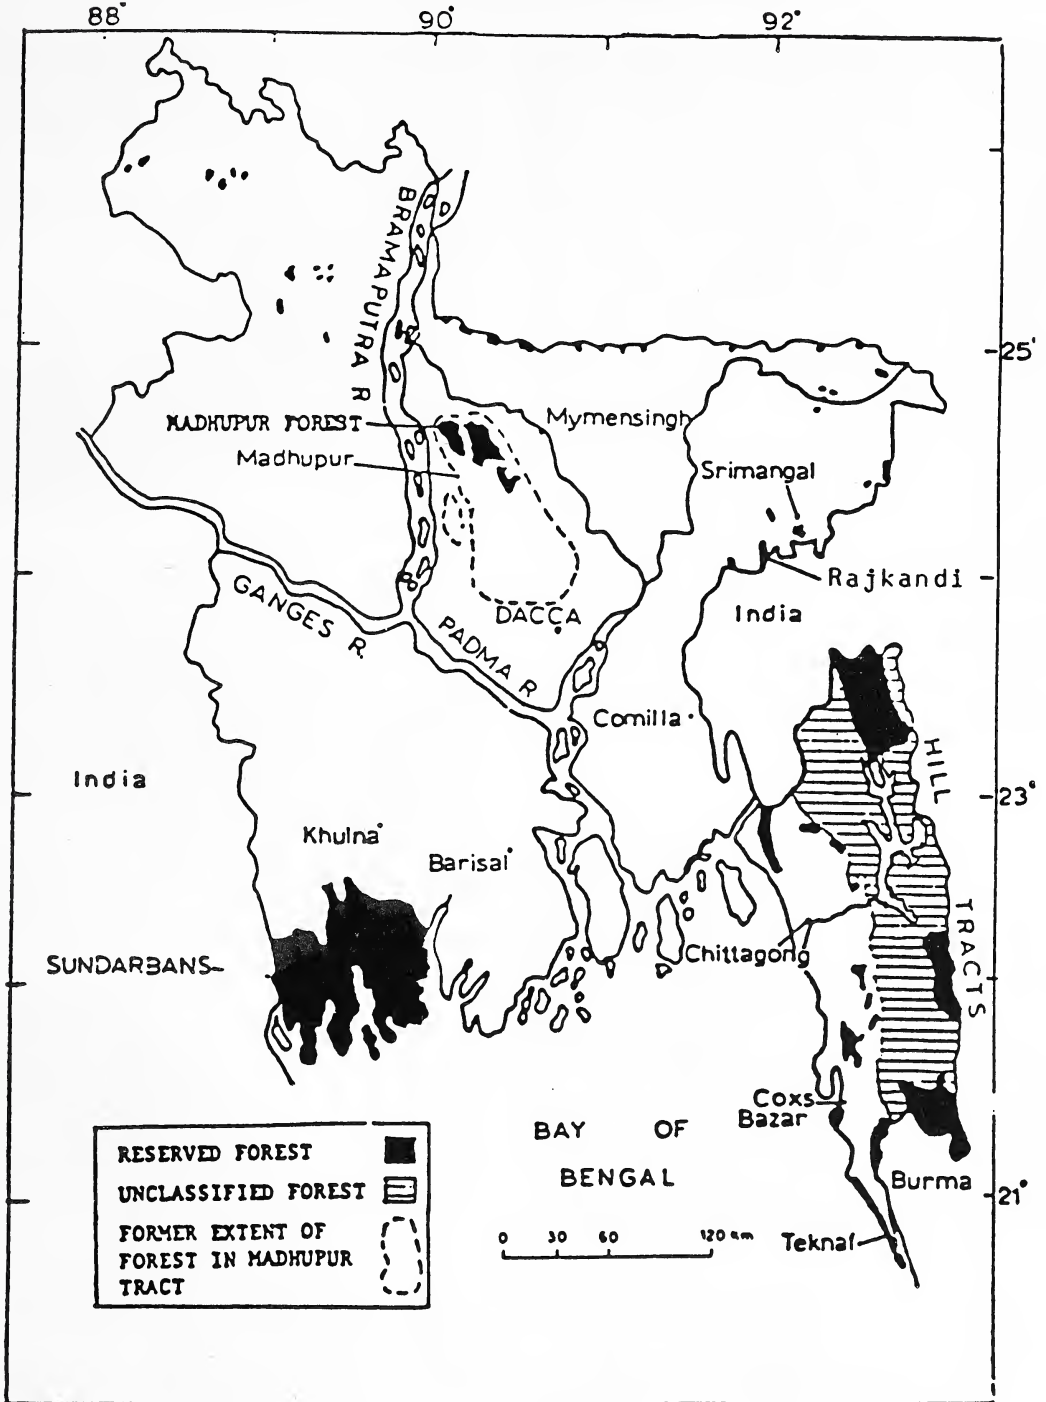 88°
90°
92°
BRAMAPUTRA R
25'
MADHUPUR FOREST
Mymensingh
Madhupur
Srimangal
Rajkandi
GANGES R.
DACCA
India
PADMA R
Comilla
HILL TRACTS
India
23°
Khulna
Barisal
SUNDARBANS
Chittagong
Coxs
Bazar
BAY OF
BENGAL
Burma
21°
Teknaf
0 30 60 120 km
RESERVED FOREST
UNCLASSIFIED FOREST
FORMER EXTENT OF
FOREST IN MADHUPUR
TRACT